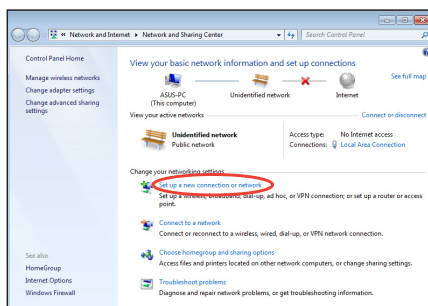 « Network and Internet ▸ Network and Sharing Center
Search Control Panel
Control Panel Home
Manage wireless networks
Change adapter settings
Change advanced sharing
settings
See also
HomeGroup
Internet Options
Windows Firewall
View your basic network information and set up connections
See full map
ASUS-PC
(This computer)
Unidentified network
Internet
View your active networks
Connect or disconnect
Unidentified network
Public network
Access type: No Internet access
Connections: Local Area Connection
Change your networking settings
Set up a new connection or network
Set up a wireless, broadband, dial-up, ad hoc, or VPN connection; or set up a router or access
point.
Connect to a network
Connect or reconnect to a wireless, wired, dial-up, or VPN network connection.
Choose homegroup and sharing options
Access files and printers located on other network computers, or change sharing settings.
Troubleshoot problems
Diagnose and repair network problems, or get troubleshooting information.